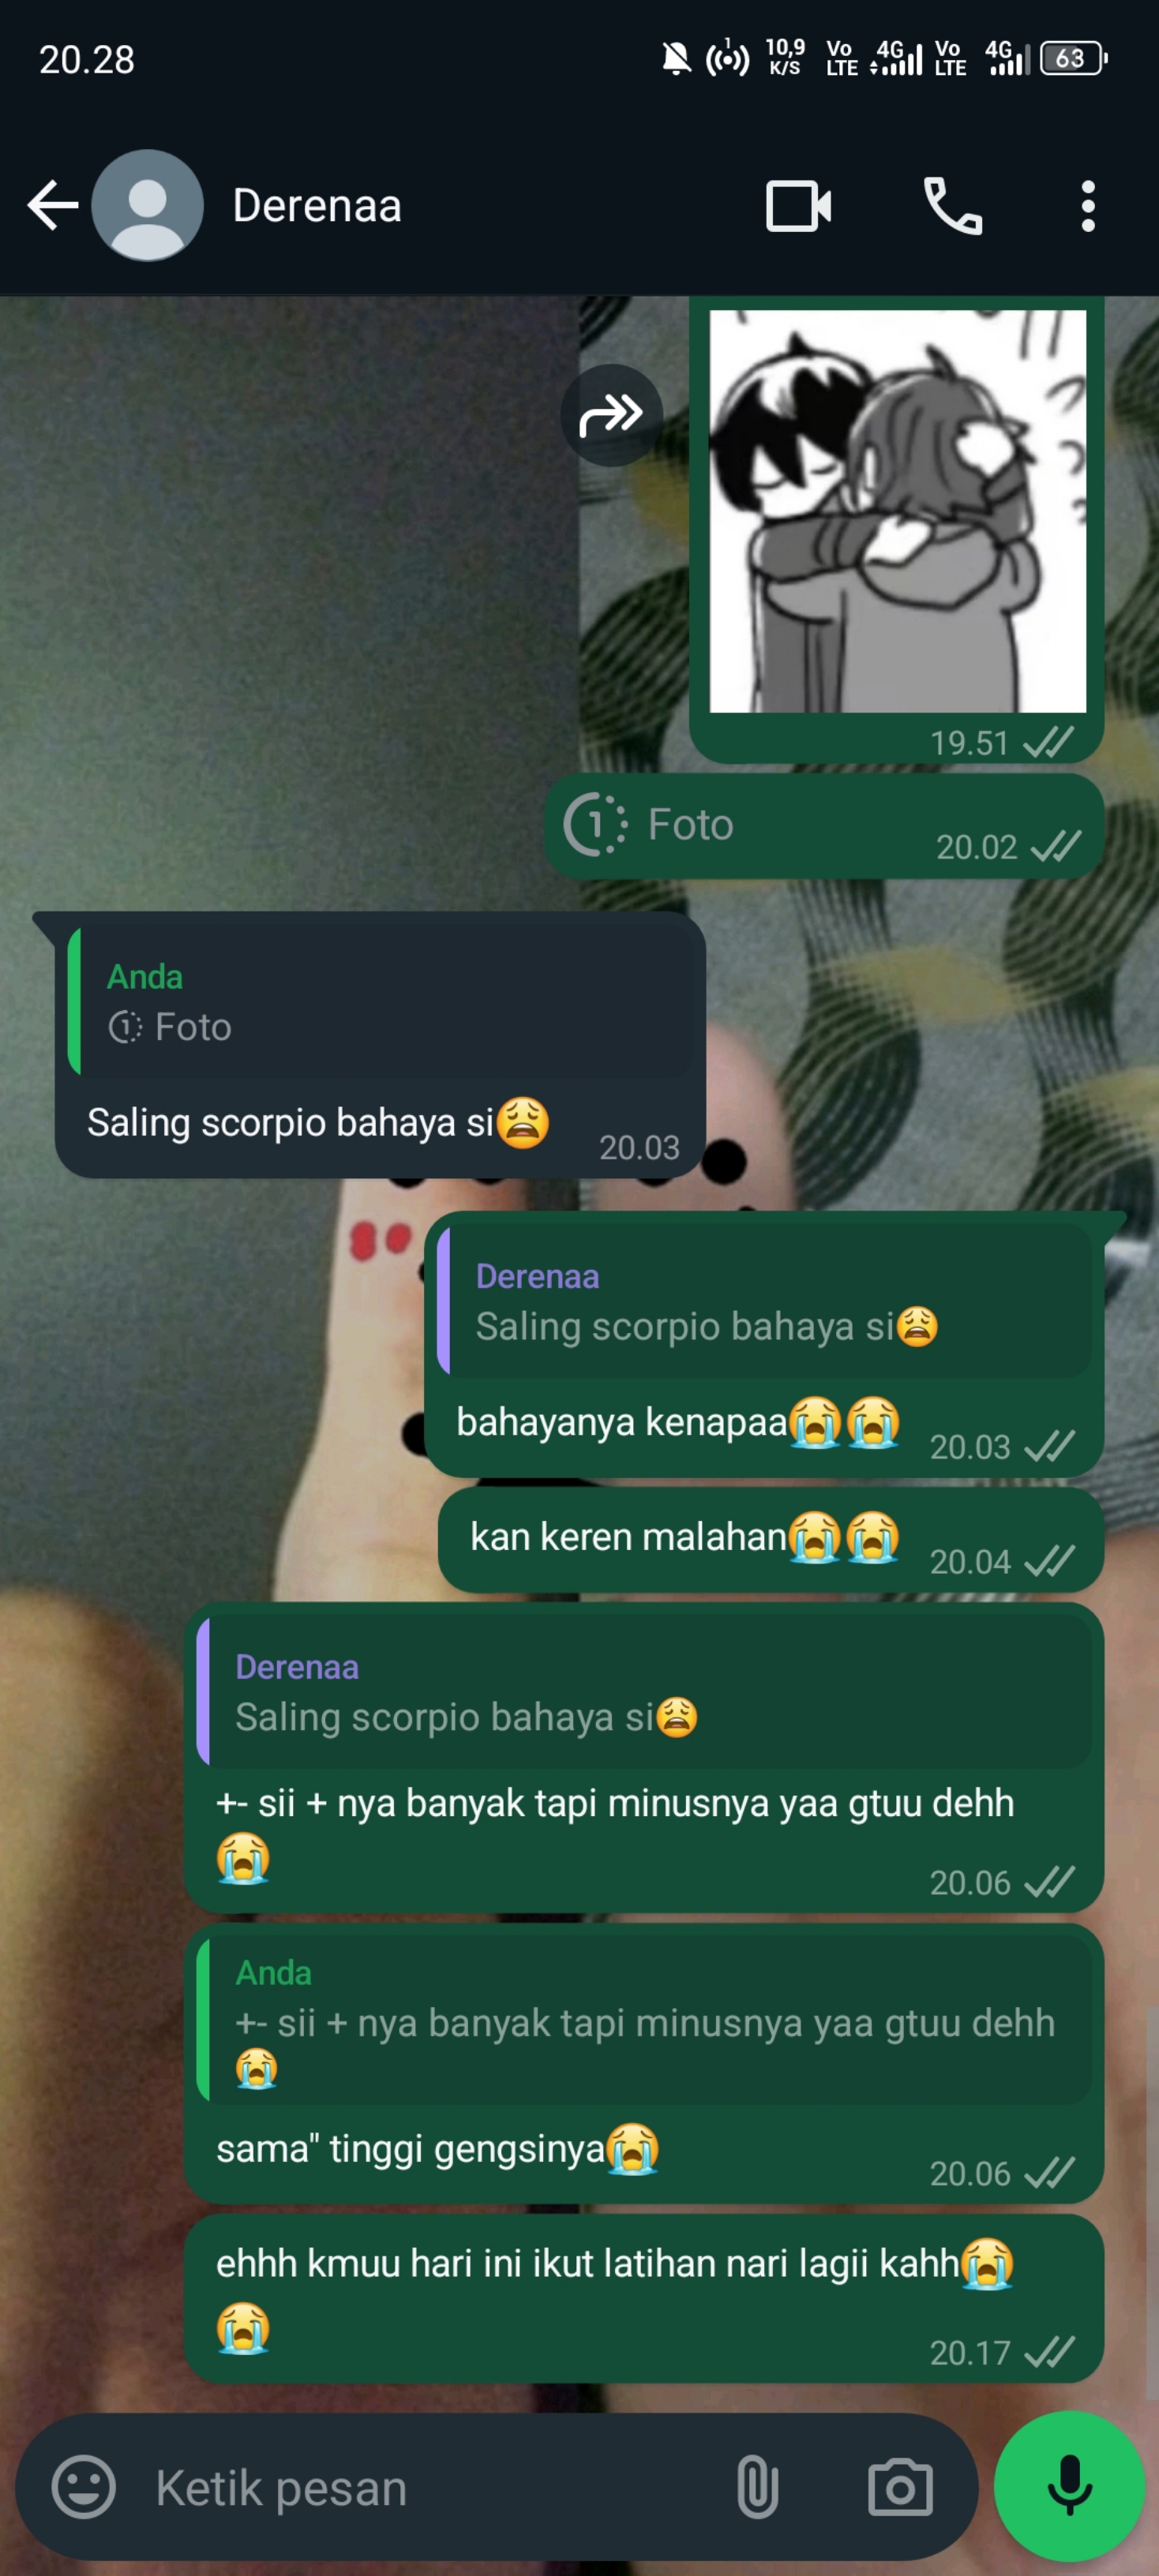 20.28
1
10,9
K/S
Vo
LTE
4G
Vo
LTE
4G
63
Derenaa
19.51
1 Foto
20.02
Anda
1 Foto
Saling scorpio bahaya si😩
20.03
Derenaa
Saling scorpio bahaya si😩
bahayanya kenapaa😭😭
20.03
kan keren malahan😭😭
20.04
Derenaa
Saling scorpio bahaya si😩
+- sii + nya banyak tapi minusnya yaa gtuu dehh
😭
20.06
Anda
+- sii + nya banyak tapi minusnya yaa gtuu dehh
😭
sama" tinggi gengsinya😭
20.06
ehhh kmuu hari ini ikut latihan nari lagii kahh😭
😭
20.17
Ketik pesan